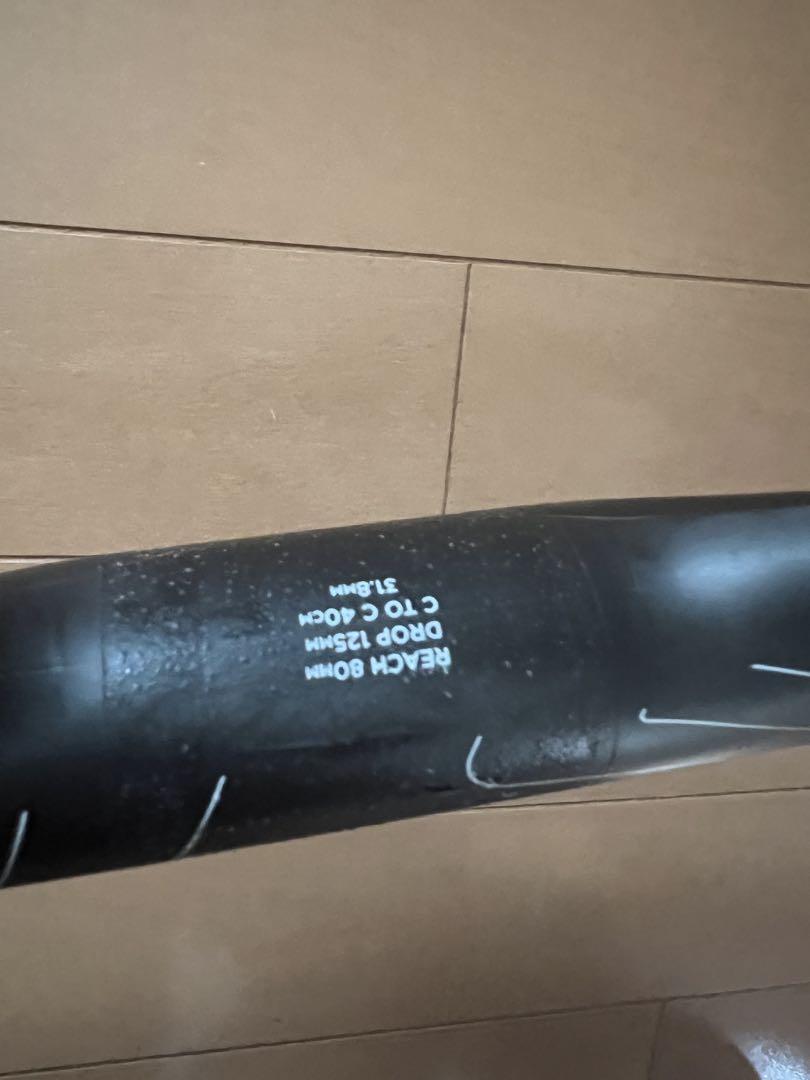 REACH 80MM
DROP 125MM
C TO C 40CM
31.8MM